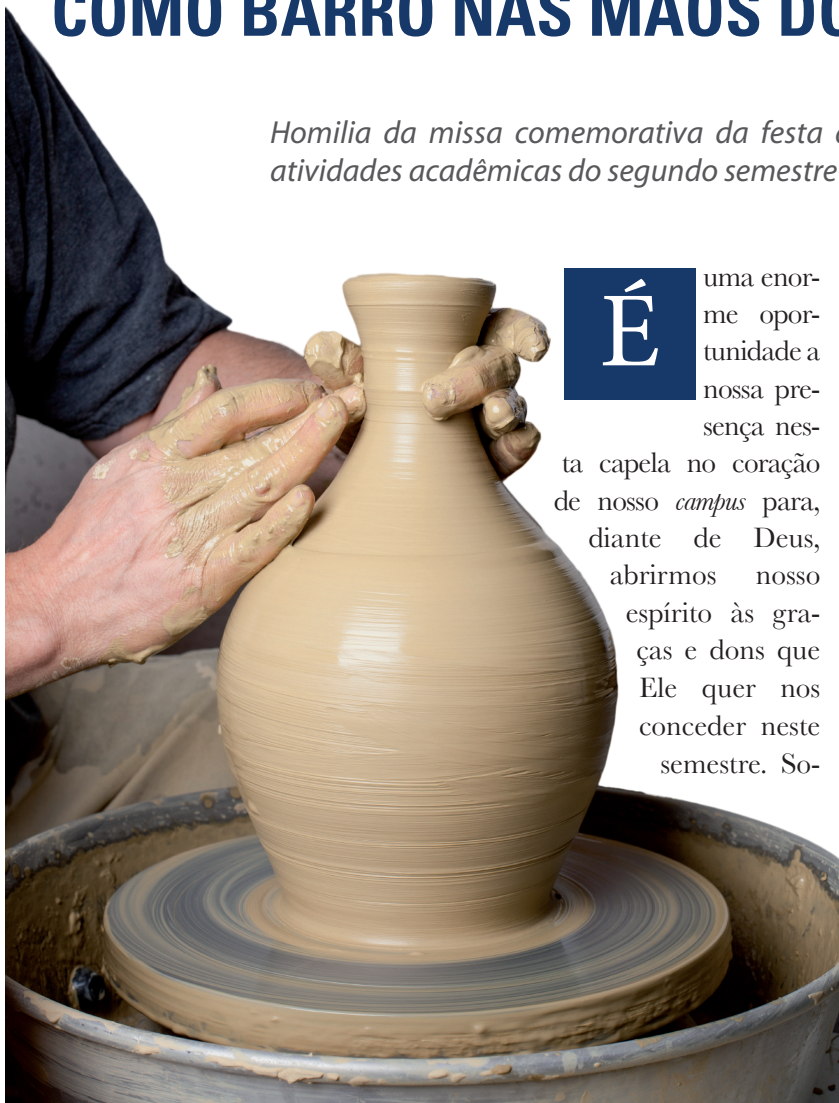 COMO BARRO NAS MÃOS DO
Homilia da missa comemorativa da festa
atividades acadêmicas do segundo semestre
É uma enor-
me opor-
tunidade a
nossa pre-
sença nes-
ta capela no coração
de nosso campus para,
diante de Deus,
abrirmos nosso
espírito às gra-
ças e dons que
Ele quer nos
conceder neste
semestre. So-